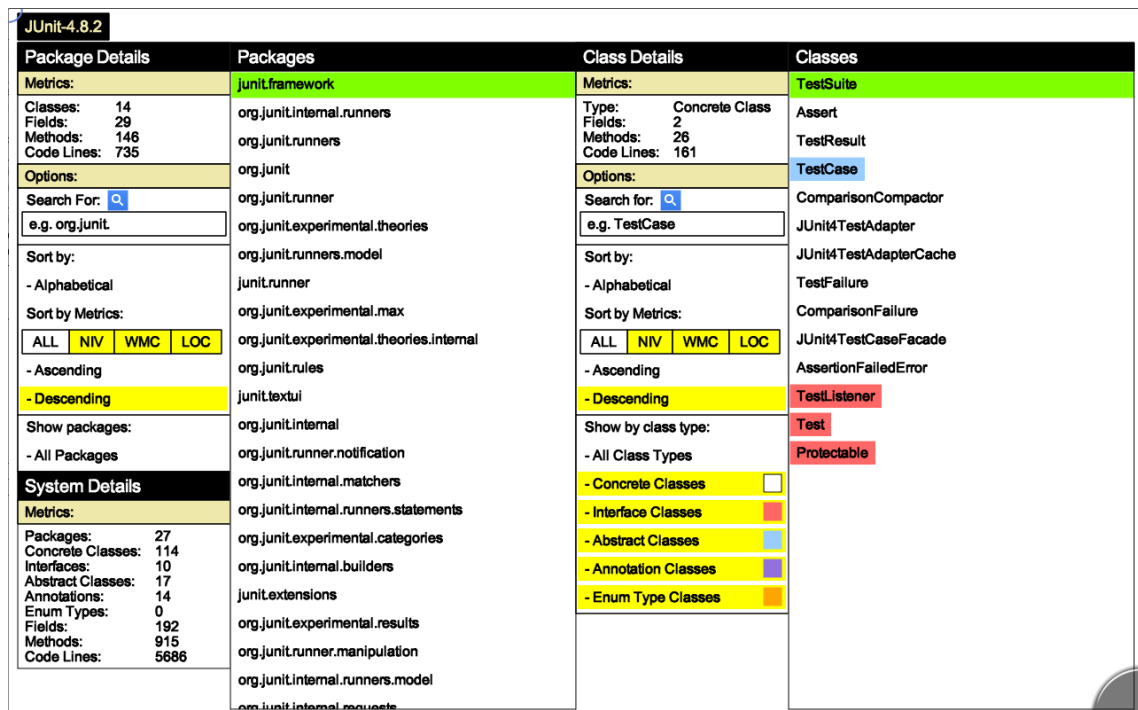 JUnit-4.8.2
Package Details
Metrics:
Classes: 14
Fields: 29
Methods: 146
Code Lines: 735
Options:
Search For:
e.g. org.junit.
Sort by:
- Alphabetical
Sort by Metrics:
ALL NIV WMC LOC
- Ascending
- Descending
Show packages:
- All Packages
System Details
Metrics:
Packages: 27
Concrete Classes: 114
Interfaces: 10
Abstract Classes: 17
Annotations: 14
Enum Types: 0
Fields: 192
Methods: 915
Code Lines: 5686
Packages
junit.framework
org.junit.internal.runners
org.junit.runners
org.junit
org.junit.runner
org.junit.experimental.theories
org.junit.runners.model
junit.runner
org.junit.experimental.max
org.junit.experimental.theories.internal
org.junit.rules
junit.textui
org.junit.internal
org.junit.runner.notification
org.junit.internal.matchers
org.junit.internal.runners.statements
org.junit.experimental.categories
org.junit.internal.builders
junit.extensions
org.junit.experimental.results
org.junit.runner.manipulation
org.junit.internal.runners.model
org.junit.internal.requests
Class Details
Metrics:
Type: Concrete Class
Fields: 2
Methods: 26
Code Lines: 161
Options:
Search for:
e.g. TestCase
Sort by:
- Alphabetical
Sort by Metrics:
ALL NIV WMC LOC
- Ascending
- Descending
Show by class type:
- All Class Types
- Concrete Classes
- Interface Classes
- Abstract Classes
- Annotation Classes
- Enum Type Classes
Classes
TestSuite
Assert
TestResult
TestCase
ComparisonCompactor
JUnit4TestAdapter
JUnit4TestAdapterCache
TestFailure
ComparisonFailure
JUnit4TestCaseFacade
AssertionFailedError
TestListener
Test
Protectable